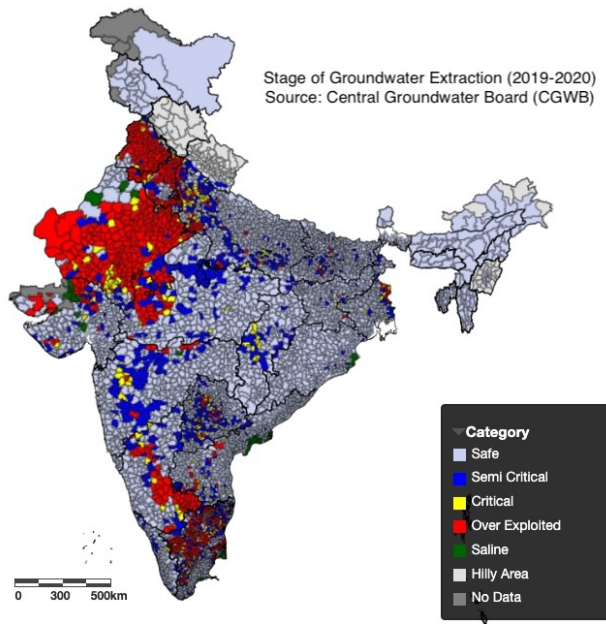 Stage of Groundwater Extraction (2019-2020)
Source: Central Groundwater Board (CGWB)
Category
Safe
Semi Critical
Critical
Over Exploited
Saline
Hilly Area
No Data
0 300 500km